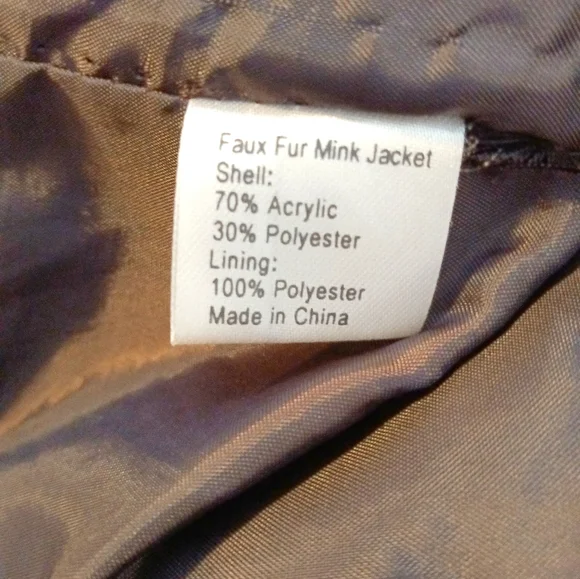 Faux Fur Mink Jacket
Shell:
70% Acrylic
30% Polyester
Lining:
100% Polyester
Made in China